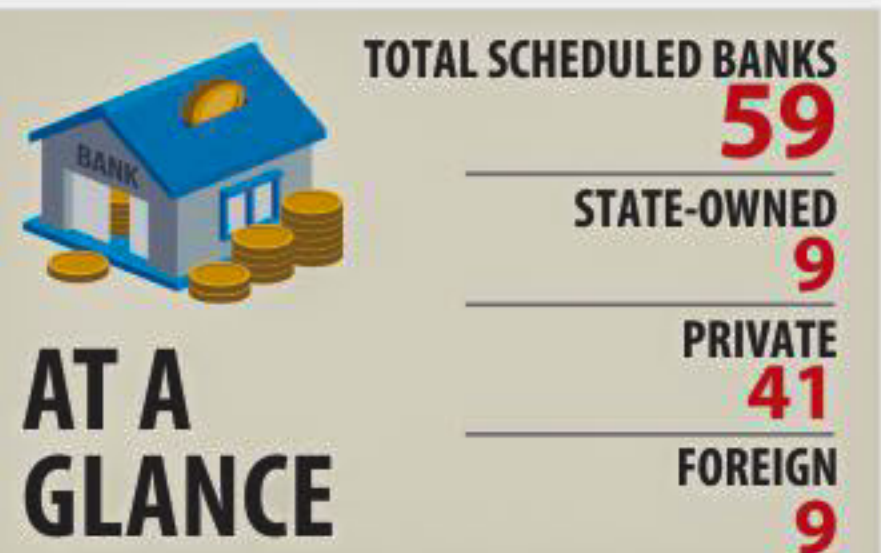 BANK
AT A
GLANCE
TOTAL SCHEDULED BANKS
59
STATE-OWNED
9
PRIVATE
41
FOREIGN
9